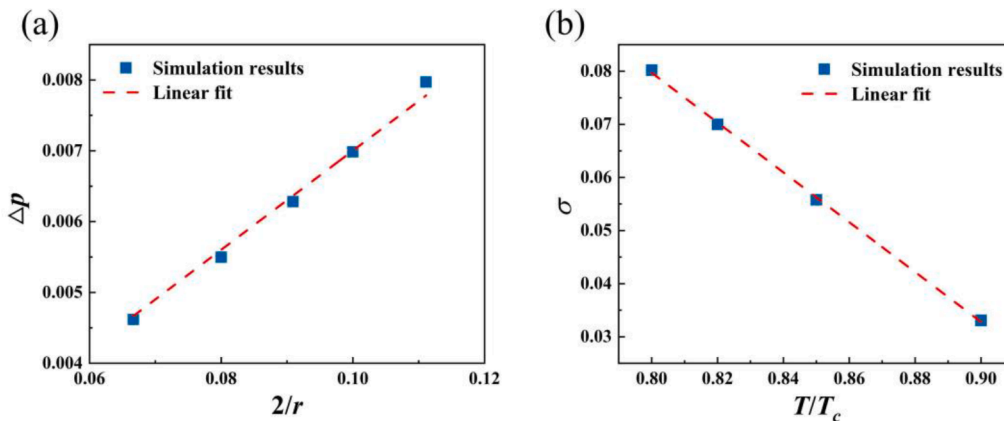 (a)
Simulation results
Linear fit
0.008
0.007
0.006
0.005
0.004
Δp
0.06
0.08
0.10
0.12
2/r
(b)
Simulation results
Linear fit
0.08
0.07
0.06
0.05
0.04
0.03
σ
0.80
0.82
0.84
0.86
0.88
0.90
T/Tc